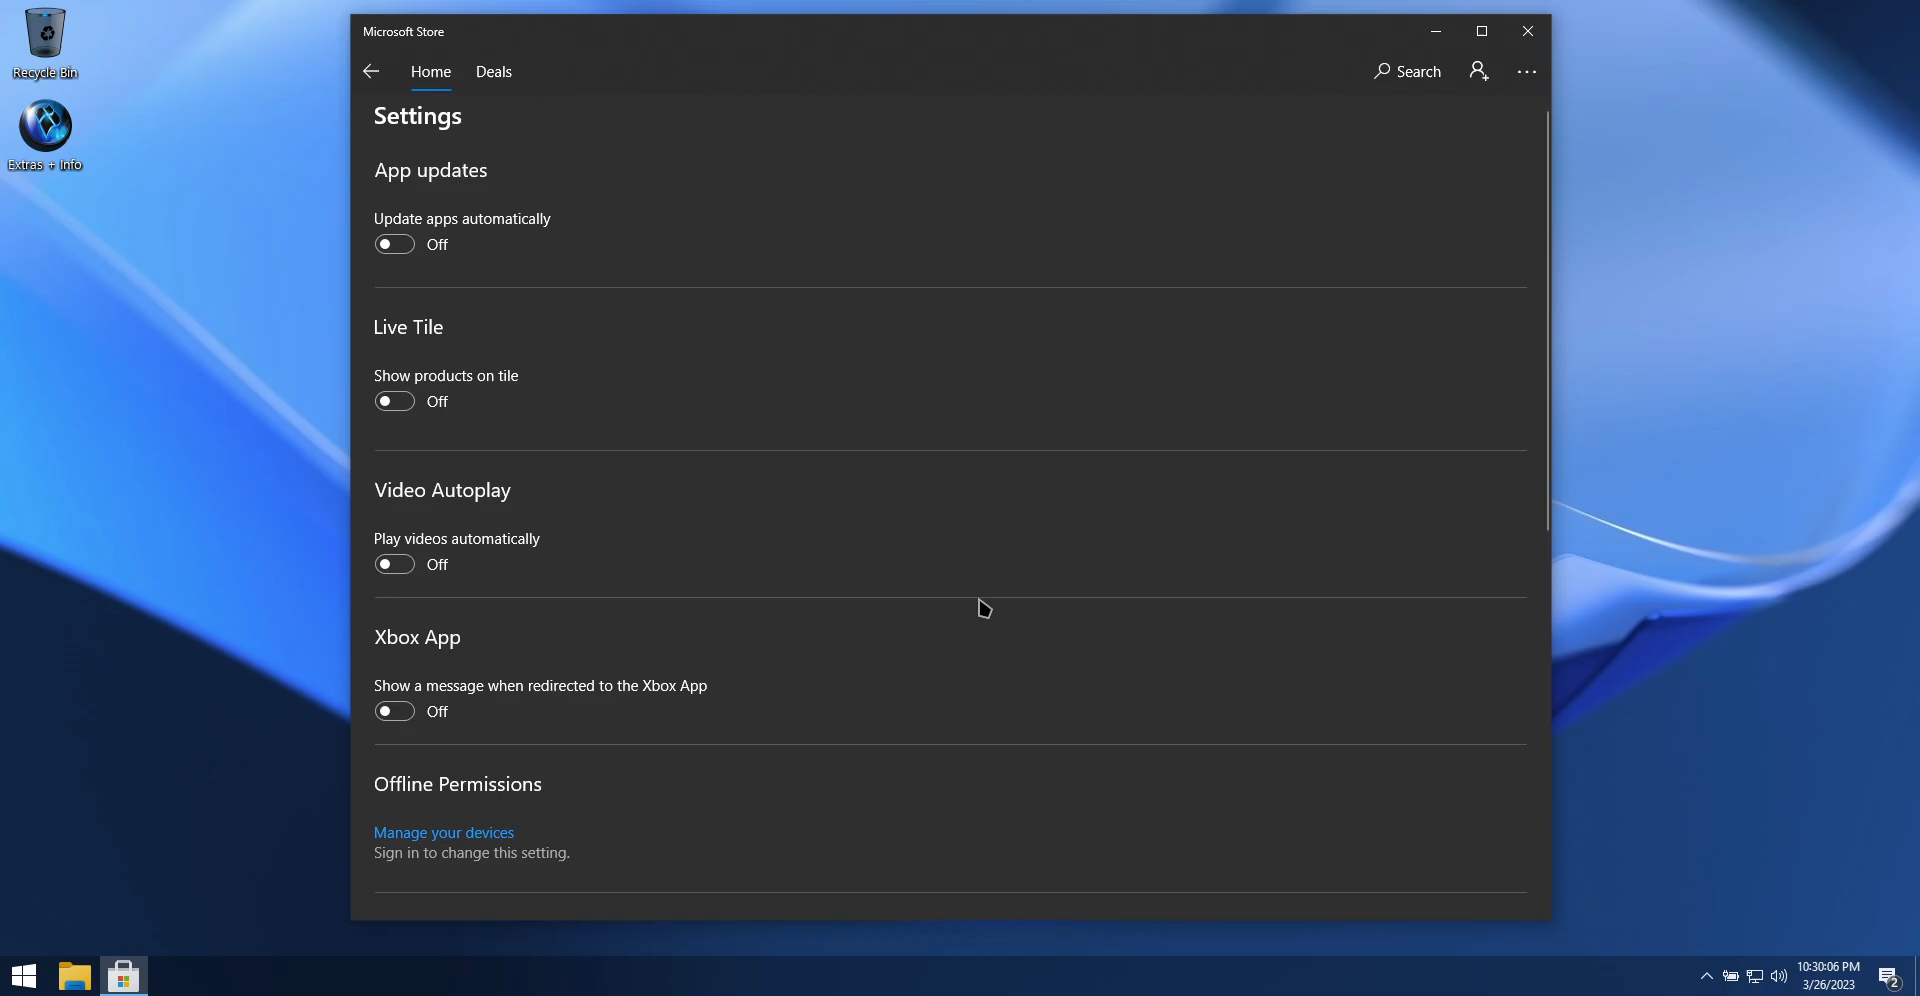 Recycle Bin
Extras + Info
Microsoft Store
Home Deals Search
Settings
App updates
Update apps automatically
Off
Live Tile
Show products on tile
Off
Video Autoplay
Play videos automatically
Off
Xbox App
Show a message when redirected to the Xbox App
Off
Offline Permissions
Manage your devices
Sign in to change this setting.
10:30:06 PM
3/26/2023
2